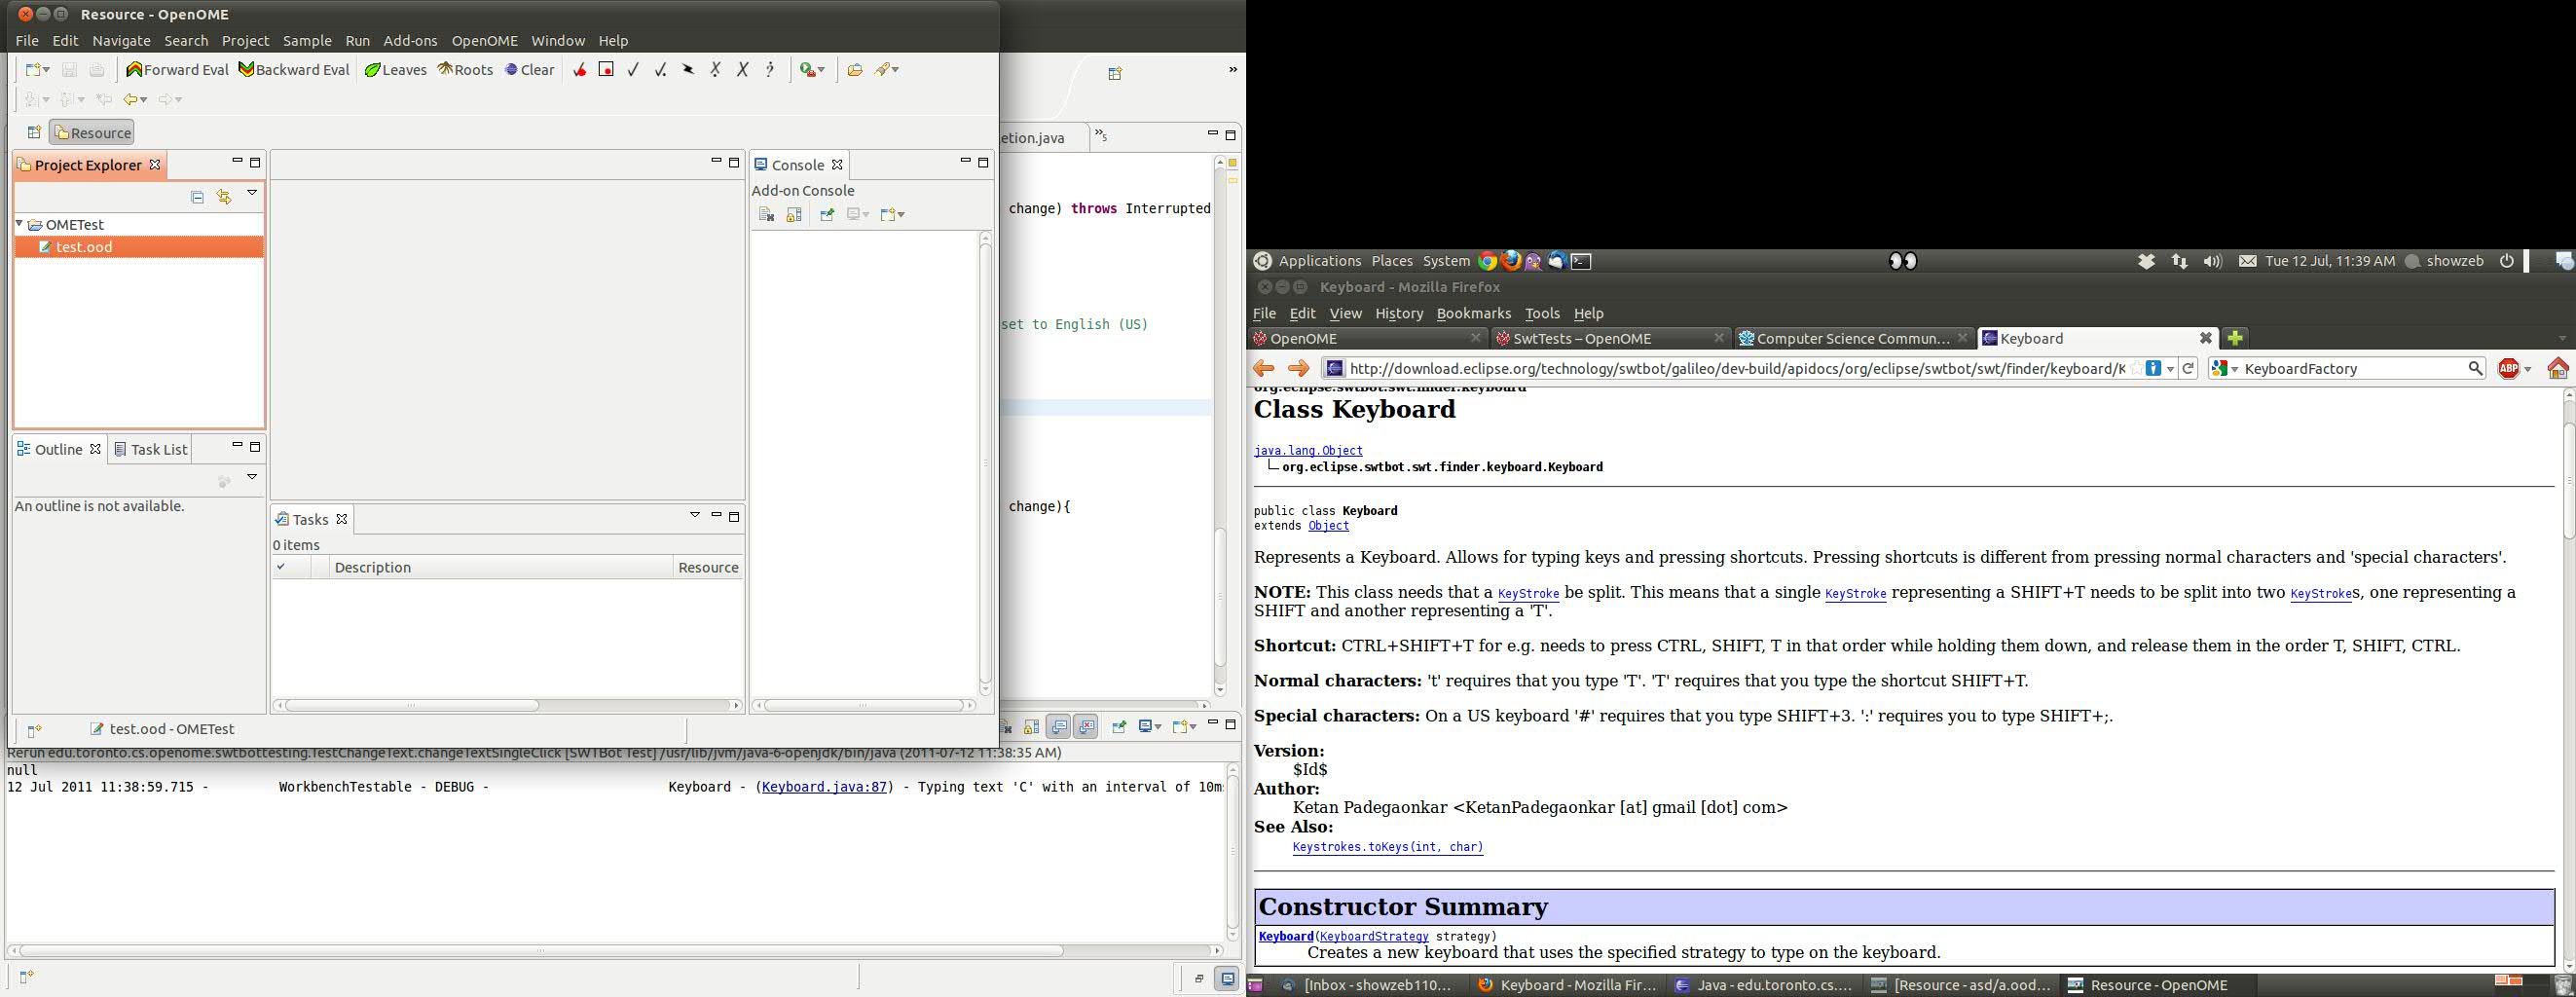 Resource - OpenOME
File Edit Navigate Search Project Sample Run Add-ons OpenOME Window Help
Forward Eval Backward Eval Leaves Roots Clear
Resource
Project Explorer
OMETest
test.ood
Outline Task List
An outline is not available.
Tasks
0 items
Description Resource
Console
Add-on Console
test.ood - OMETest
etion.java
»5
change) throws Interrupted
set to English (US)
change){
Rerun edu.toronto.cs.openome.swtbottesting.TestChangeText.changeTextSingleClick [SWTBot Test] /usr/lib/jvm/java-6-openjdk/bin/java (2011-07-12 11:38:35 AM)
null
12 Jul 2011 11:38:59.715 - WorkbenchTestable - DEBUG - Keyboard - (Keyboard.java:87) - Typing text 'C' with an interval of 10m
Applications Places System Tue 12 Jul, 11:39 AM showzeb
Keyboard - Mozilla Firefox
File Edit View History Bookmarks Tools Help
OpenOME SwtTests – OpenOME Computer Science Commun... Keyboard
http://download.eclipse.org/technology/swtbot/galileo/dev-build/apidocs/org/eclipse/swtbot/swt/finder/keyboard/K KeyboardFactory ABP
org.eclipse.swtbot.swt.finder.keyboard
Class Keyboard
java.lang.Object
org.eclipse.swtbot.swt.finder.keyboard.Keyboard
public class Keyboard
extends Object
Represents a Keyboard. Allows for typing keys and pressing shortcuts. Pressing shortcuts is different from pressing normal characters and 'special characters'.
NOTE: This class needs that a KeyStroke be split. This means that a single KeyStroke representing a SHIFT+T needs to be split into two KeyStrokes, one representing a
SHIFT and another representing a 'T'.
Shortcut: CTRL+SHIFT+T for e.g. needs to press CTRL, SHIFT, T in that order while holding them down, and release them in the order T, SHIFT, CTRL.
Normal characters: 't' requires that you type 'T'. 'T' requires that you type the shortcut SHIFT+T.
Special characters: On a US keyboard '#' requires that you type SHIFT+3. ':' requires you to type SHIFT+;.
Version:
$Id$
Author:
Ketan Padegaonkar <KetanPadegaonkar [at] gmail [dot] com>
See Also:
Keystrokes.toKeys(int, char)
Constructor Summary
Keyboard(KeyboardStrategy strategy)
Creates a new keyboard that uses the specified strategy to type on the keyboard.
[Inbox - showzeb110... Keyboard - Mozilla Fir... Java - edu.toronto.cs.... [Resource - asd/a.ood... Resource - OpenOME